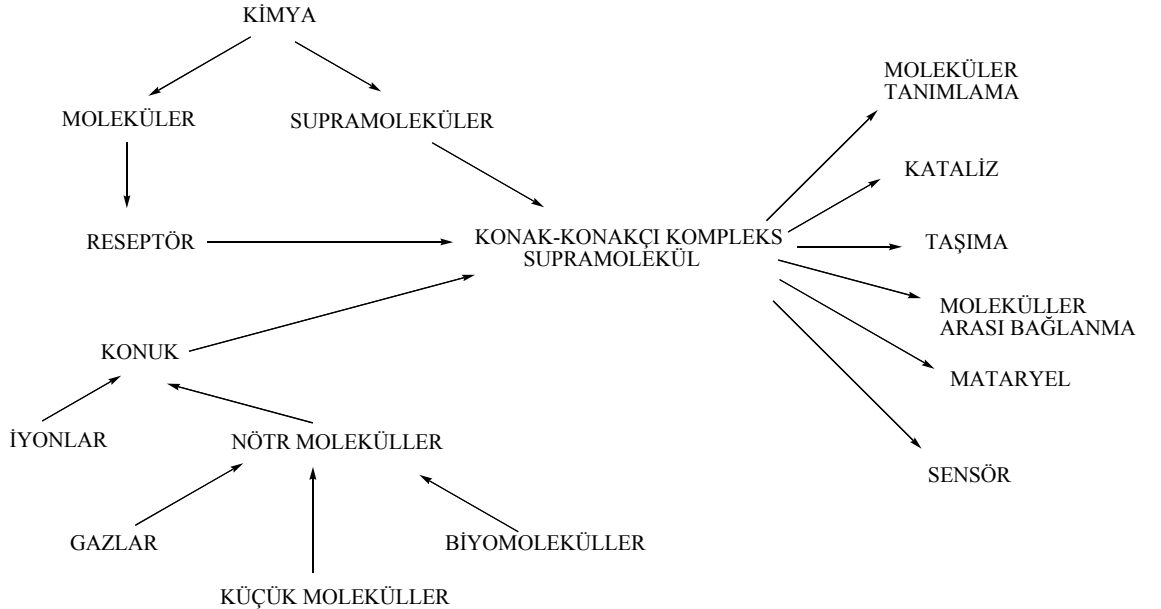 KİMYA
MOLEKÜLER
SUPRAMOLEKÜLER
RESEPTÖR
KONAK-KONAKÇI KOMPLEKS
SUPRAMOLEKÜL
KONUK
İYONLAR
NÖTR MOLEKÜLLER
GAZLAR
BİYOMOLEKÜLLER
KÜÇÜK MOLEKÜLLER
MOLEKÜLER
TANIMLAMA
KATALİZ
TAŞIMA
MOLEKÜLLER
ARASI BAĞLANMA
MATARYEL
SENSÖR